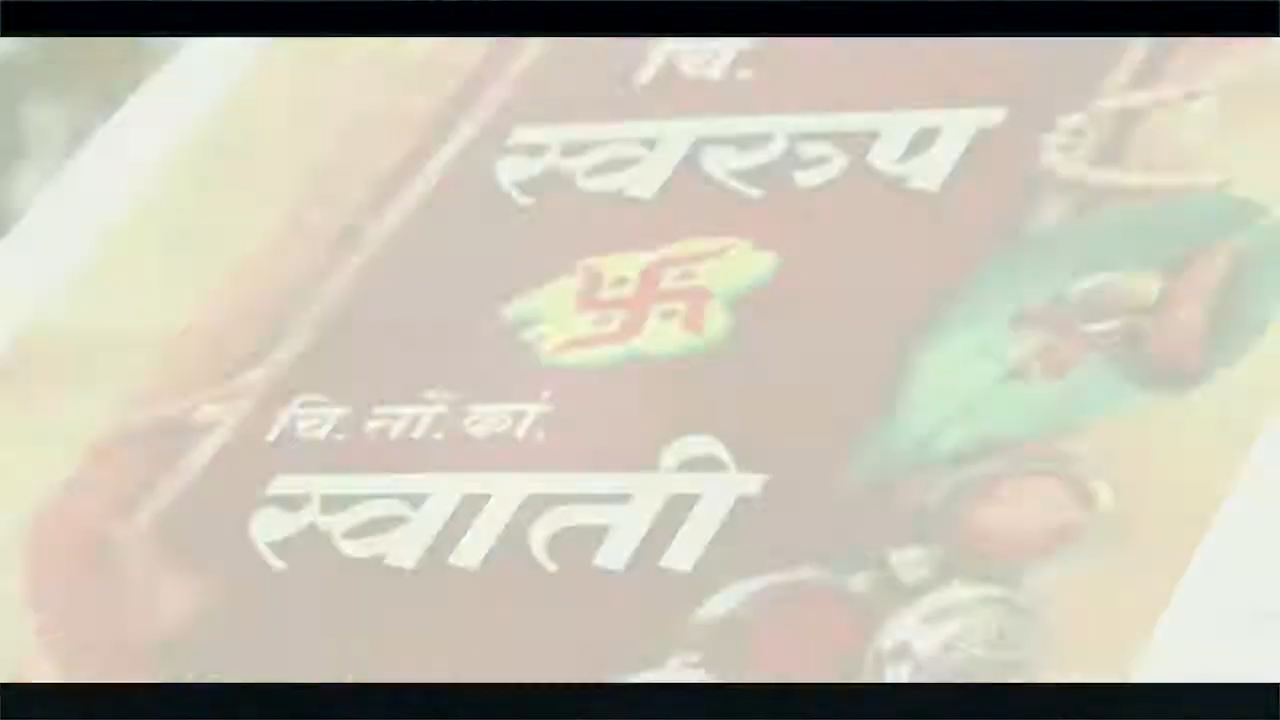 चि.
स्वरुप
चि. नौ. कां.
स्वाती